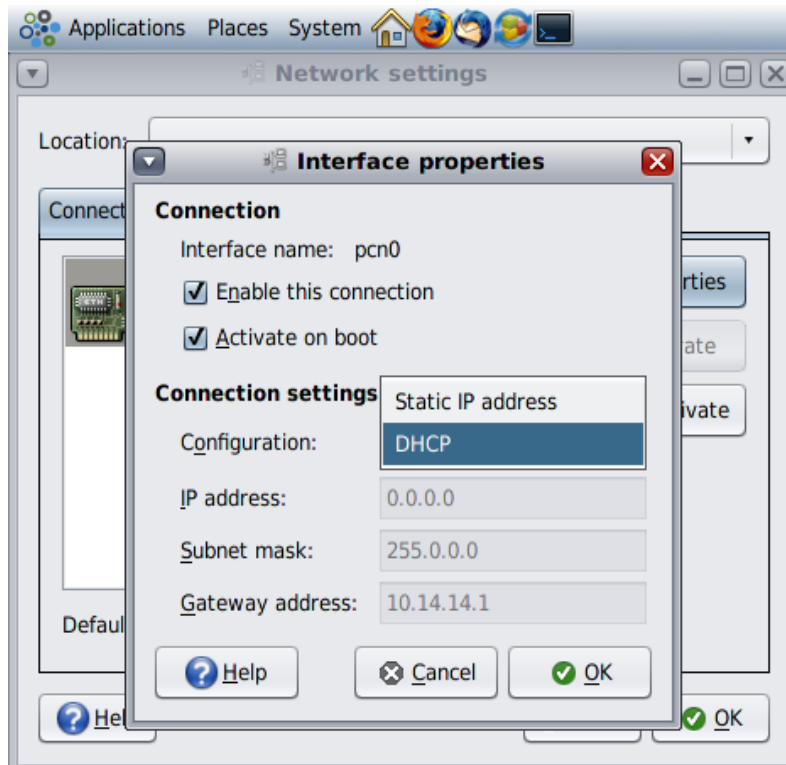 Applications Places System
Network settings
Location:
Interface properties
Connect
Connection
Interface name: pcn0
Enable this connection
Activate on boot
rties
ate
ivate
Connection settings
Static IP address
Configuration:
DHCP
IP address: 0.0.0.0
Subnet mask: 255.0.0.0
Gateway address: 10.14.14.1
Defaul
Help Cancel OK
Hel OK